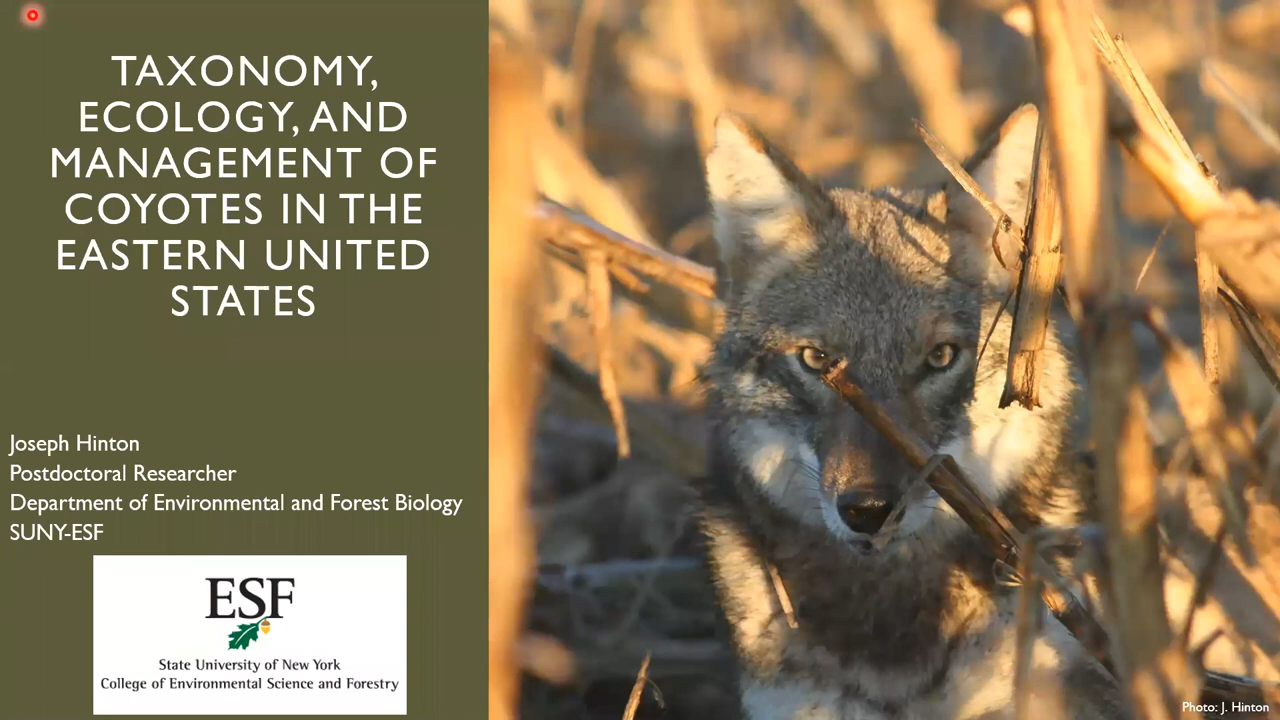 TAXONOMY,
ECOLOGY, AND
MANAGEMENT OF
COYOTES IN THE
EASTERN UNITED
STATES
Joseph Hinton
Postdoctoral Researcher
Department of Environmental and Forest Biology
SUNY-ESF
ESF
State University of New York
College of Environmental Science and Forestry
Photo: J. Hinton